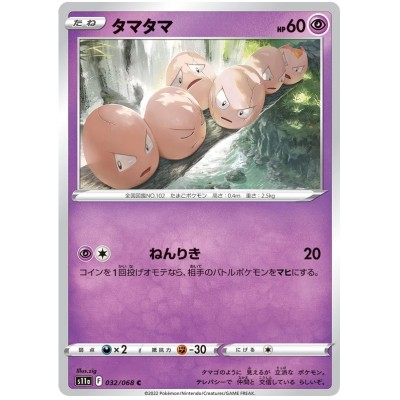 たね タマタマ HP60
全国図鑑NO.102 たまごポケモン 高さ：0.4m 重さ：2.5kg
ねんりき 20
コインを1回投げオモテなら、相手のバトルポケモンをマヒにする。
弱点 ×2 抵抗力 -30 にげる
Illus.zig
s11a F 032/068 C
タマゴのように 見えるが 立派な ポケモン。
テレパシーで 仲間と 交信している らしいぞ。
©2022 Pokémon/Nintendo/Creatures/GAME FREAK.